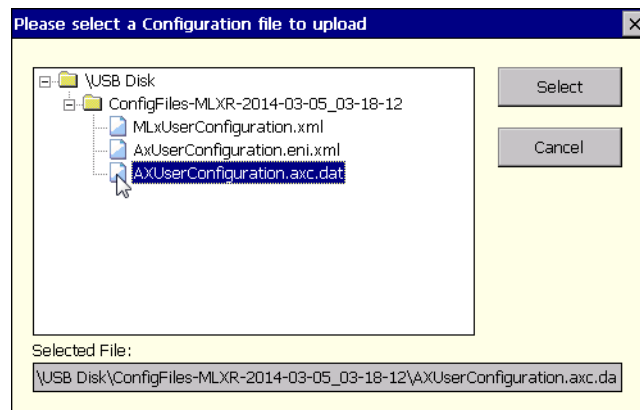 Please select a Configuration file to upload
\USB Disk
Select
ConfigFiles-MLXR-2014-03-05_03-18-12
MLxUserConfiguration.xml
AxUserConfiguration.eni.xml
Cancel
AXUserConfiguration.axc.dat
Selected File:
\USB Disk\ConfigFiles-MLXR-2014-03-05_03-18-12\AXUserConfiguration.axc.da